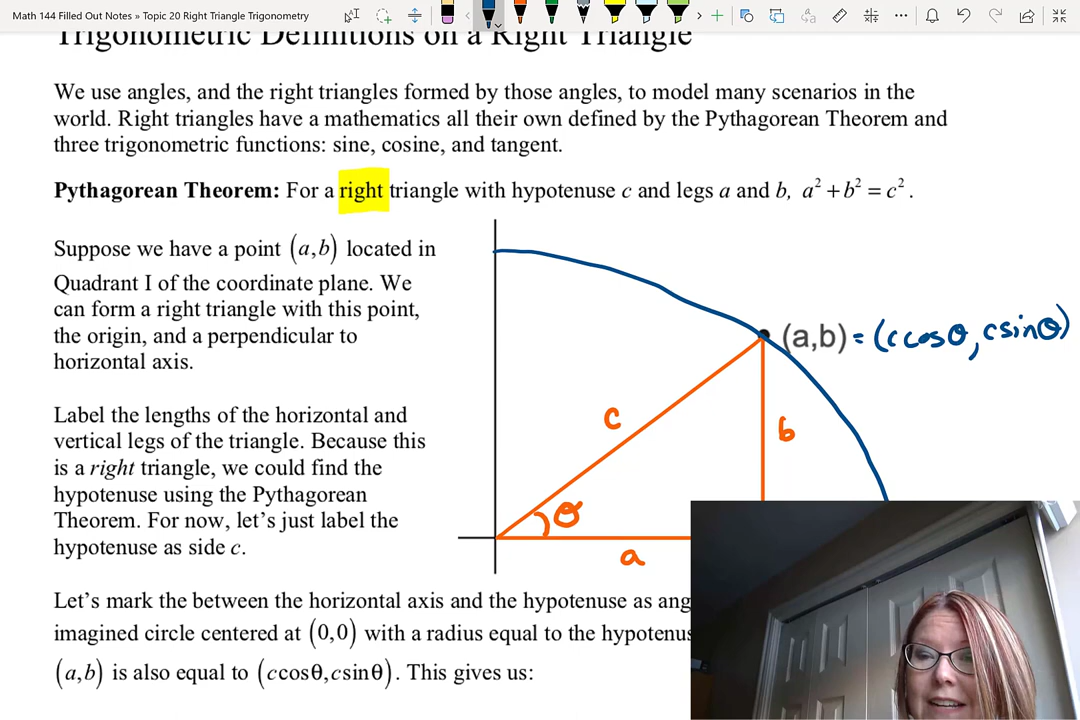 Math 144 Filled Out Notes » Topic 20 Right Triangle Trigonometry
Trigonometric Definitions on a Right Triangle
We use angles, and the right triangles formed by those angles, to model many scenarios in the
world. Right triangles have a mathematics all their own defined by the Pythagorean Theorem and
three trigonometric functions: sine, cosine, and tangent.
Pythagorean Theorem: For a right triangle with hypotenuse c and legs a and b, a² + b² = c².
Suppose we have a point (a,b) located in
Quadrant I of the coordinate plane. We
can form a right triangle with this point,
the origin, and a perpendicular to
horizontal axis.
Label the lengths of the horizontal and
vertical legs of the triangle. Because this
is a right triangle, we could find the
hypotenuse using the Pythagorean
Theorem. For now, let's just label the
hypotenuse as side c.
(a,b) = (c cosθ, c sinθ)
c
b
θ
a
Let's mark the between the horizontal axis and the hypotenuse as ang
imagined circle centered at (0,0) with a radius equal to the hypotenus
(a,b) is also equal to (ccosθ,csinθ). This gives us: